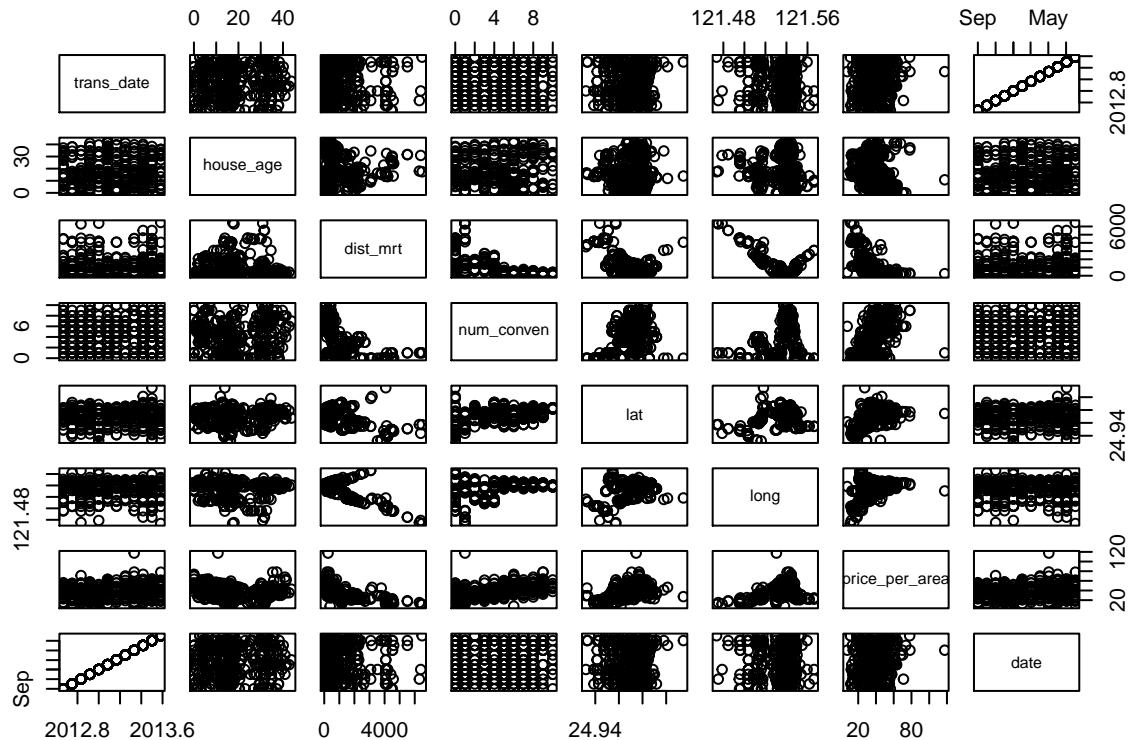 0 20 40 0 4 8 121.48 121.56 Sep May
trans_date 2012.8
0 30 house_age
dist_mrt 0 6000
0 6 num_conven
lat 24.94
121.48 long
price_per_area 20 120
Sep date
2012.8 2013.6 0 4000 24.94 20 80